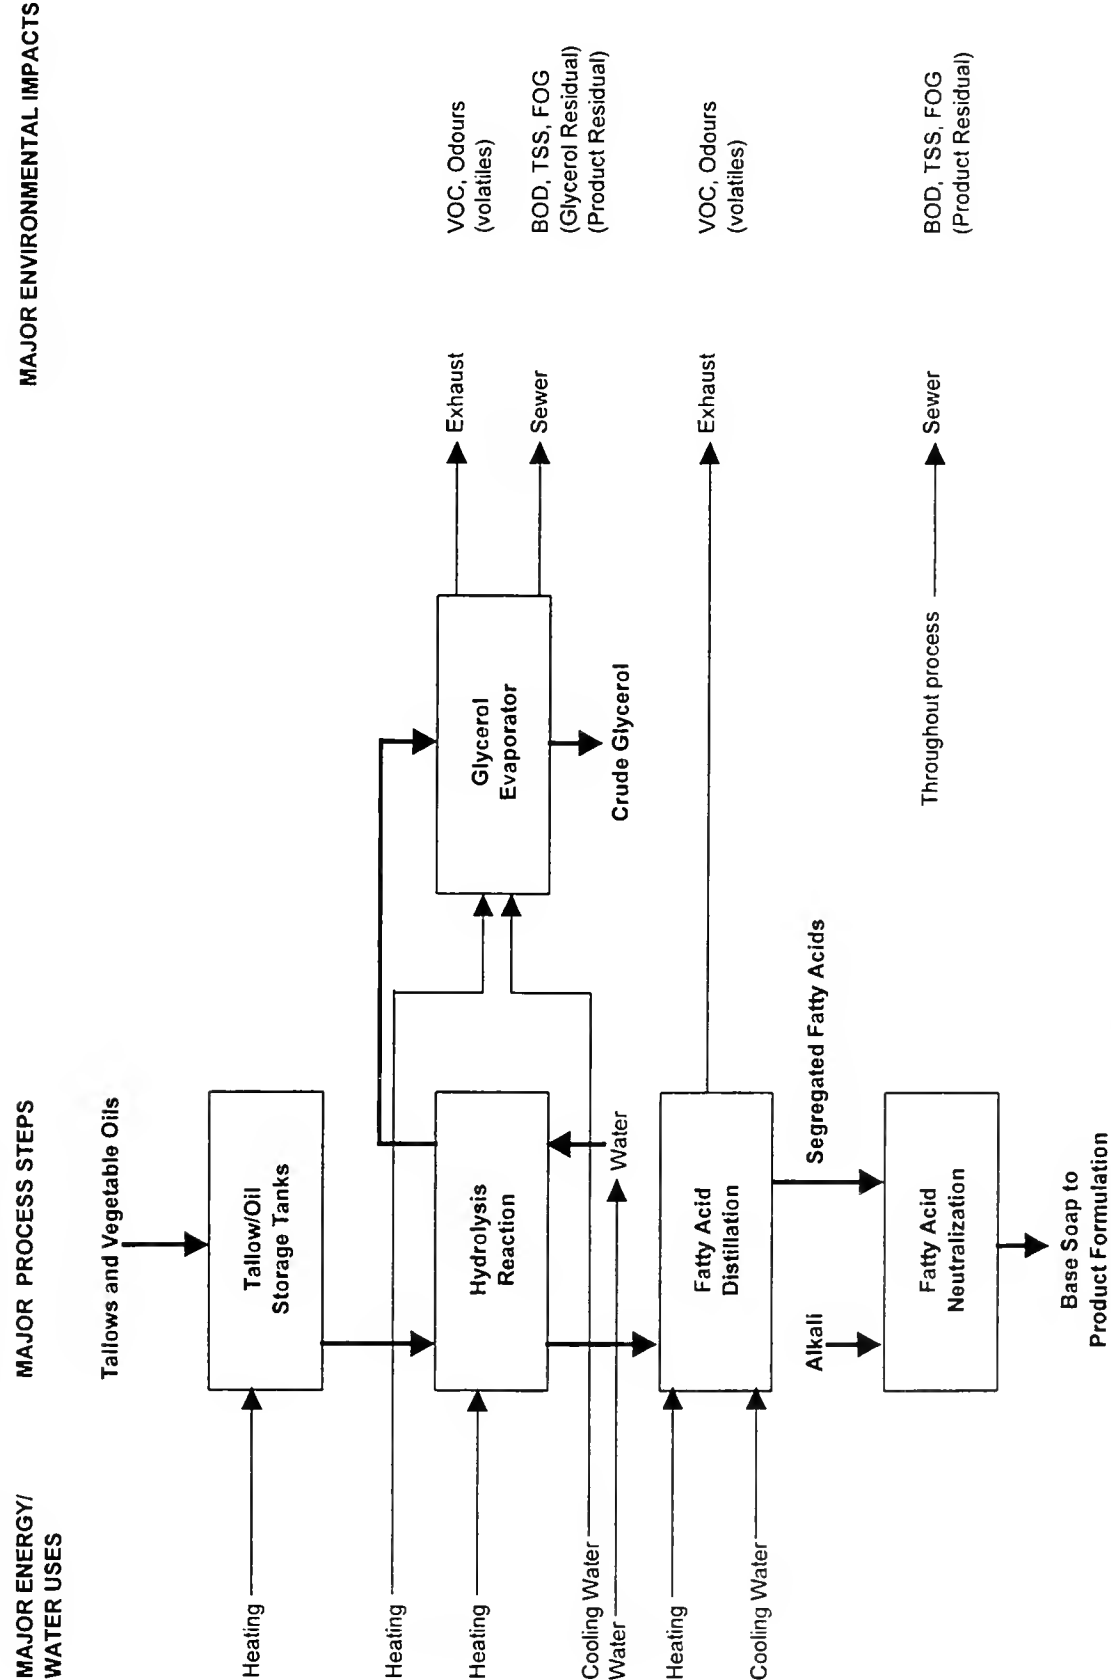 MAJOR ENERGY/
WATER USES
MAJOR PROCESS STEPS
MAJOR ENVIRONMENTAL IMPACTS
Tallows and Vegetable Oils
Heating
Tallow/Oil
Storage Tanks
Heating
Heating
Hydrolysis
Reaction
Glycerol
Evaporator
Exhaust
VOC, Odours
(volatiles)
Sewer
BOD, TSS, FOG
(Glycerol Residual)
(Product Residual)
Cooling Water
Water
Water
Crude Glycerol
Heating
Fatty Acid
Distillation
Exhaust
VOC, Odours
(volatiles)
Cooling Water
Alkali
Segregated Fatty Acids
Fatty Acid
Neutralization
Throughout process
Sewer
BOD, TSS, FOG
(Product Residual)
Base Soap to
Product Formulation